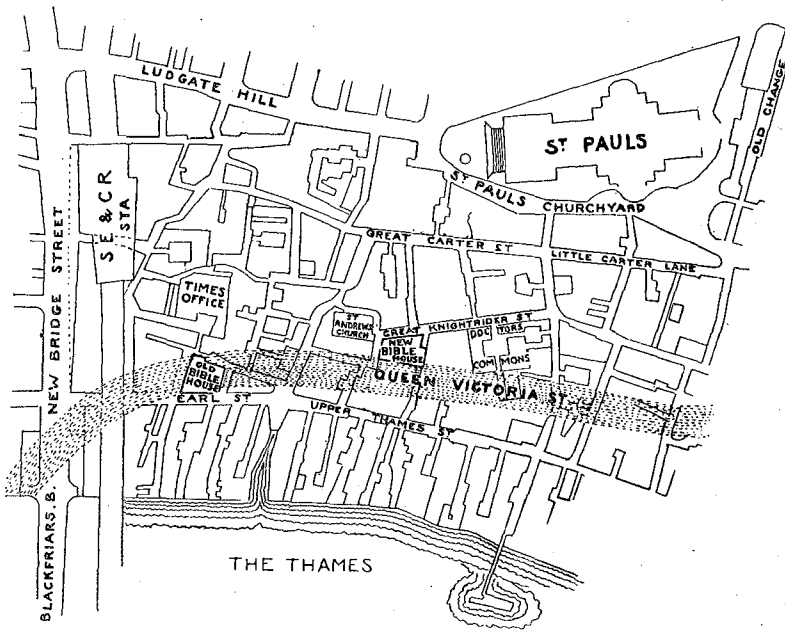 LUDGATE HILL
OLD CHANGE
ST PAULS
ST PAULS CHURCHYARD
S E & C R
STA
NEW BRIDGE STREET
GREAT CARTER ST
LITTLE CARTER LANE
TIMES
OFFICE
ST
ANDREWS
CHURCH
GREAT KNIGHTRIDER ST
DOCTORS
COMMONS
NEW
BIBLE
HOUSE
OLD
BIBLE
HOUSE
QUEEN VICTORIA ST.
EARL ST
UPPER THAMES ST
BLACKFRIARS. B.
THE THAMES